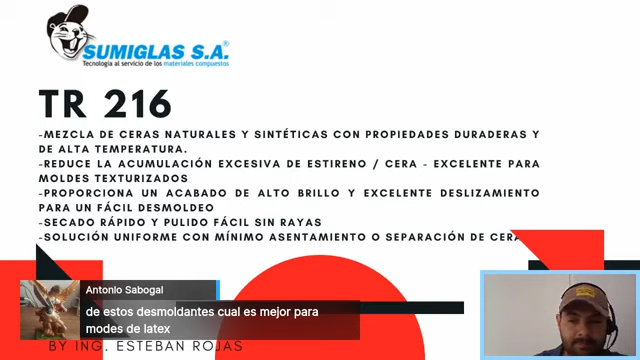 SUMIGLAS S.A.®
Tecnología al servicio de los materiales compuestos
TR 216
-MEZCLA DE CERAS NATURALES Y SINTÉTICAS CON PROPIEDADES DURADERAS Y
DE ALTA TEMPERATURA.
-REDUCE LA ACUMULACIÓN EXCESIVA DE ESTIRENO / CERA - EXCELENTE PARA
MOLDES TEXTURIZADOS
-PROPORCIONA UN ACABADO DE ALTO BRILLO Y EXCELENTE DESLIZAMIENTO
PARA UN FÁCIL DESMOLDEO
-SECADO RÁPIDO Y PULIDO FÁCIL SIN RAYAS
-SOLUCIÓN UNIFORME CON MÍNIMO ASENTAMIENTO O SEPARACIÓN DE CERA
Antonio Sabogal
de estos desmoldantes cual es mejor para
modes de latex
BY ING. ESTEBAN ROJAS